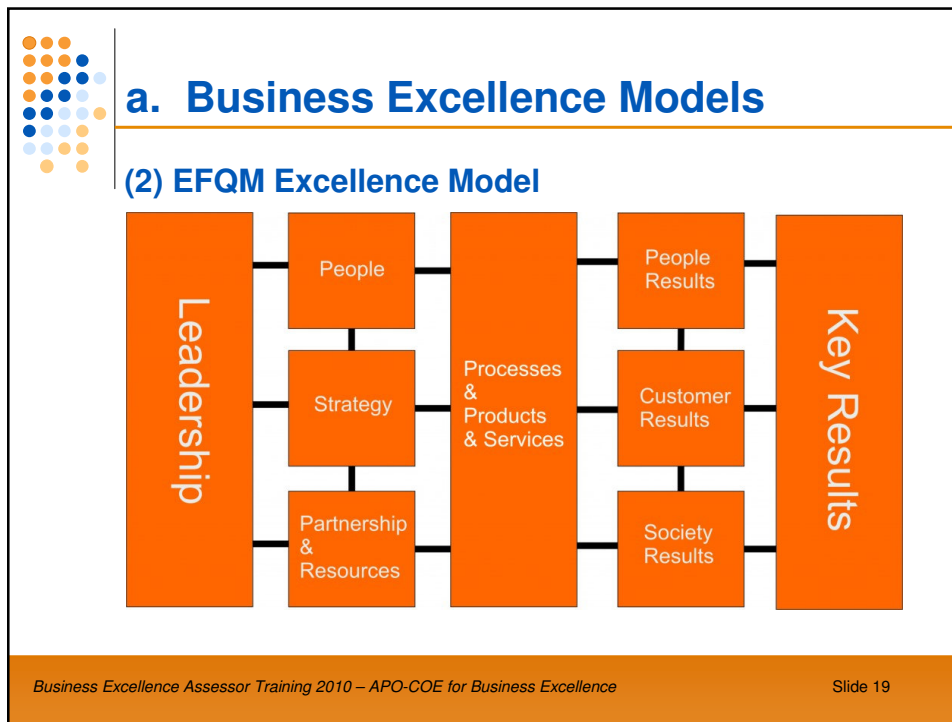 a. Business Excellence Models
(2) EFQM Excellence Model
Leadership
People
Strategy
Partnership
&
Resources
Processes
&
Products
& Services
People
Results
Customer
Results
Society
Results
Key Results
Business Excellence Assessor Training 2010 – APO-COE for Business Excellence
Slide 19